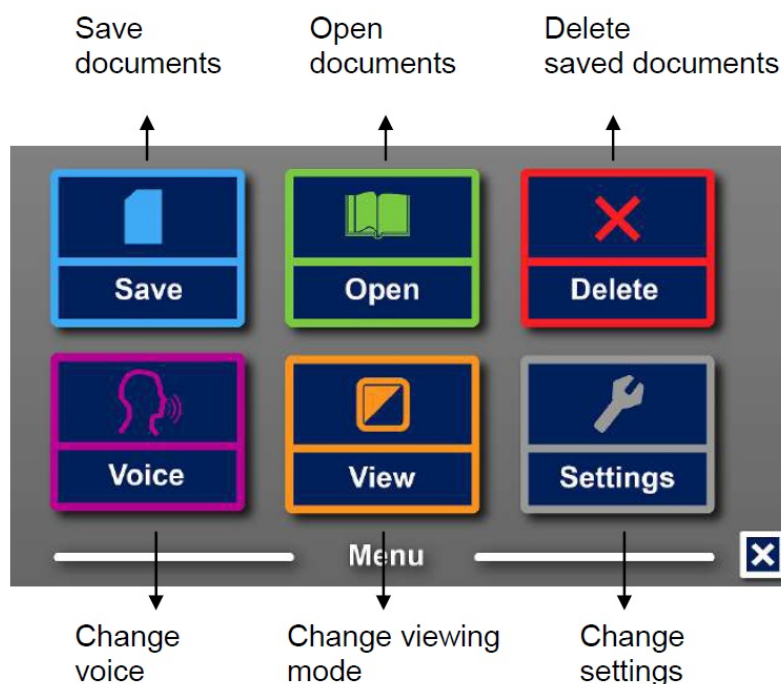 Save
documents
Open
documents
Delete
saved documents
Save
Open
Delete
Voice
View
Settings
Menu
Change
voice
Change viewing
mode
Change
settings